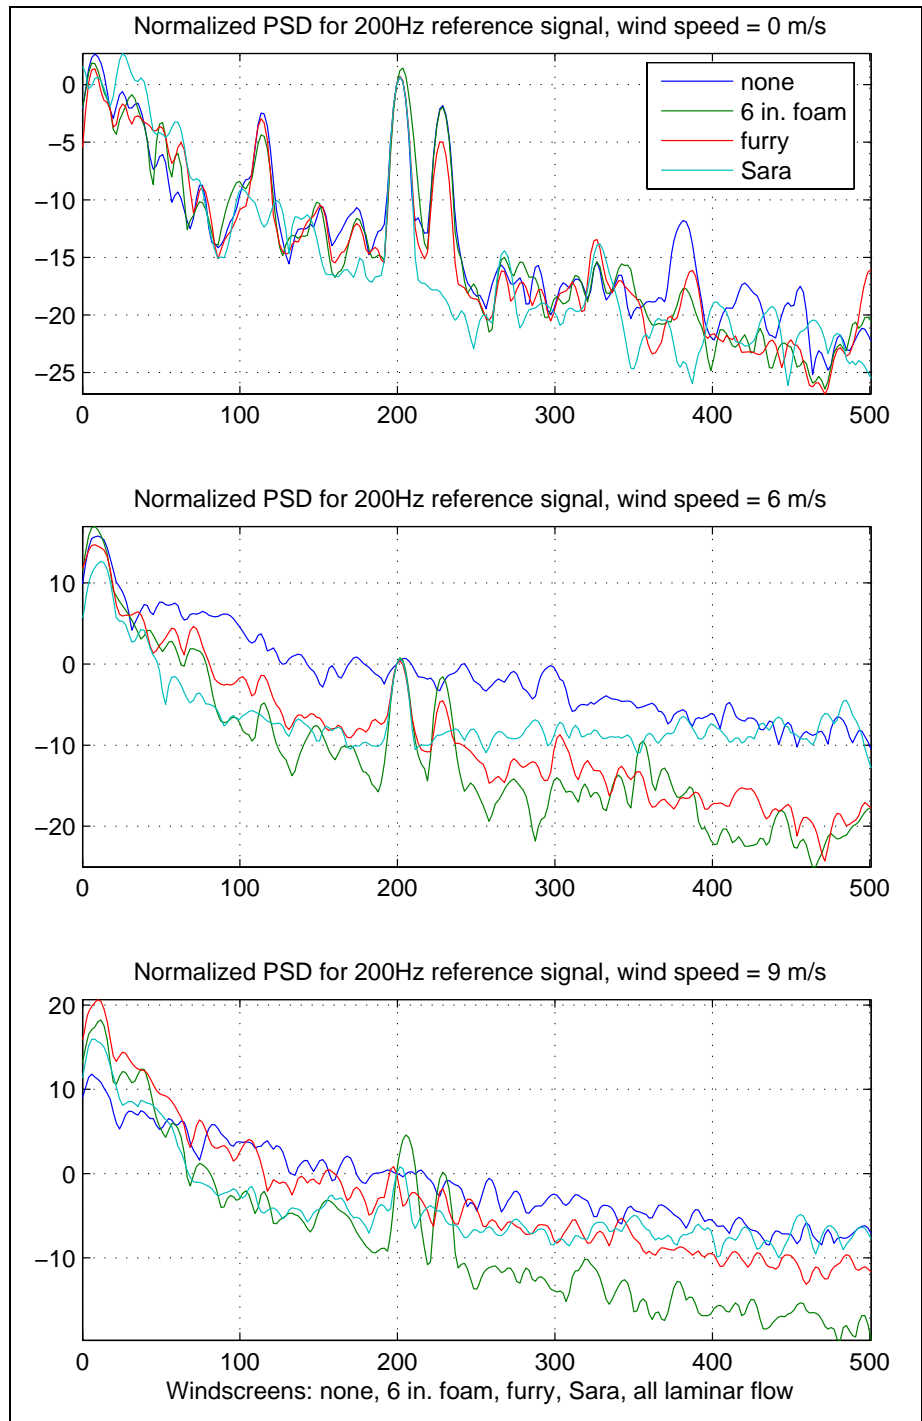 Normalized PSD for 200Hz reference signal, wind speed = 0 m/s
none
6 in. foam
furry
Sara
0
−5
−10
−15
−20
−25
0 100 200 300 400 500
Normalized PSD for 200Hz reference signal, wind speed = 6 m/s
10
0
−10
−20
0 100 200 300 400 500
Normalized PSD for 200Hz reference signal, wind speed = 9 m/s
20
10
0
−10
0 100 200 300 400 500
Windscreens: none, 6 in. foam, furry, Sara, all laminar flow